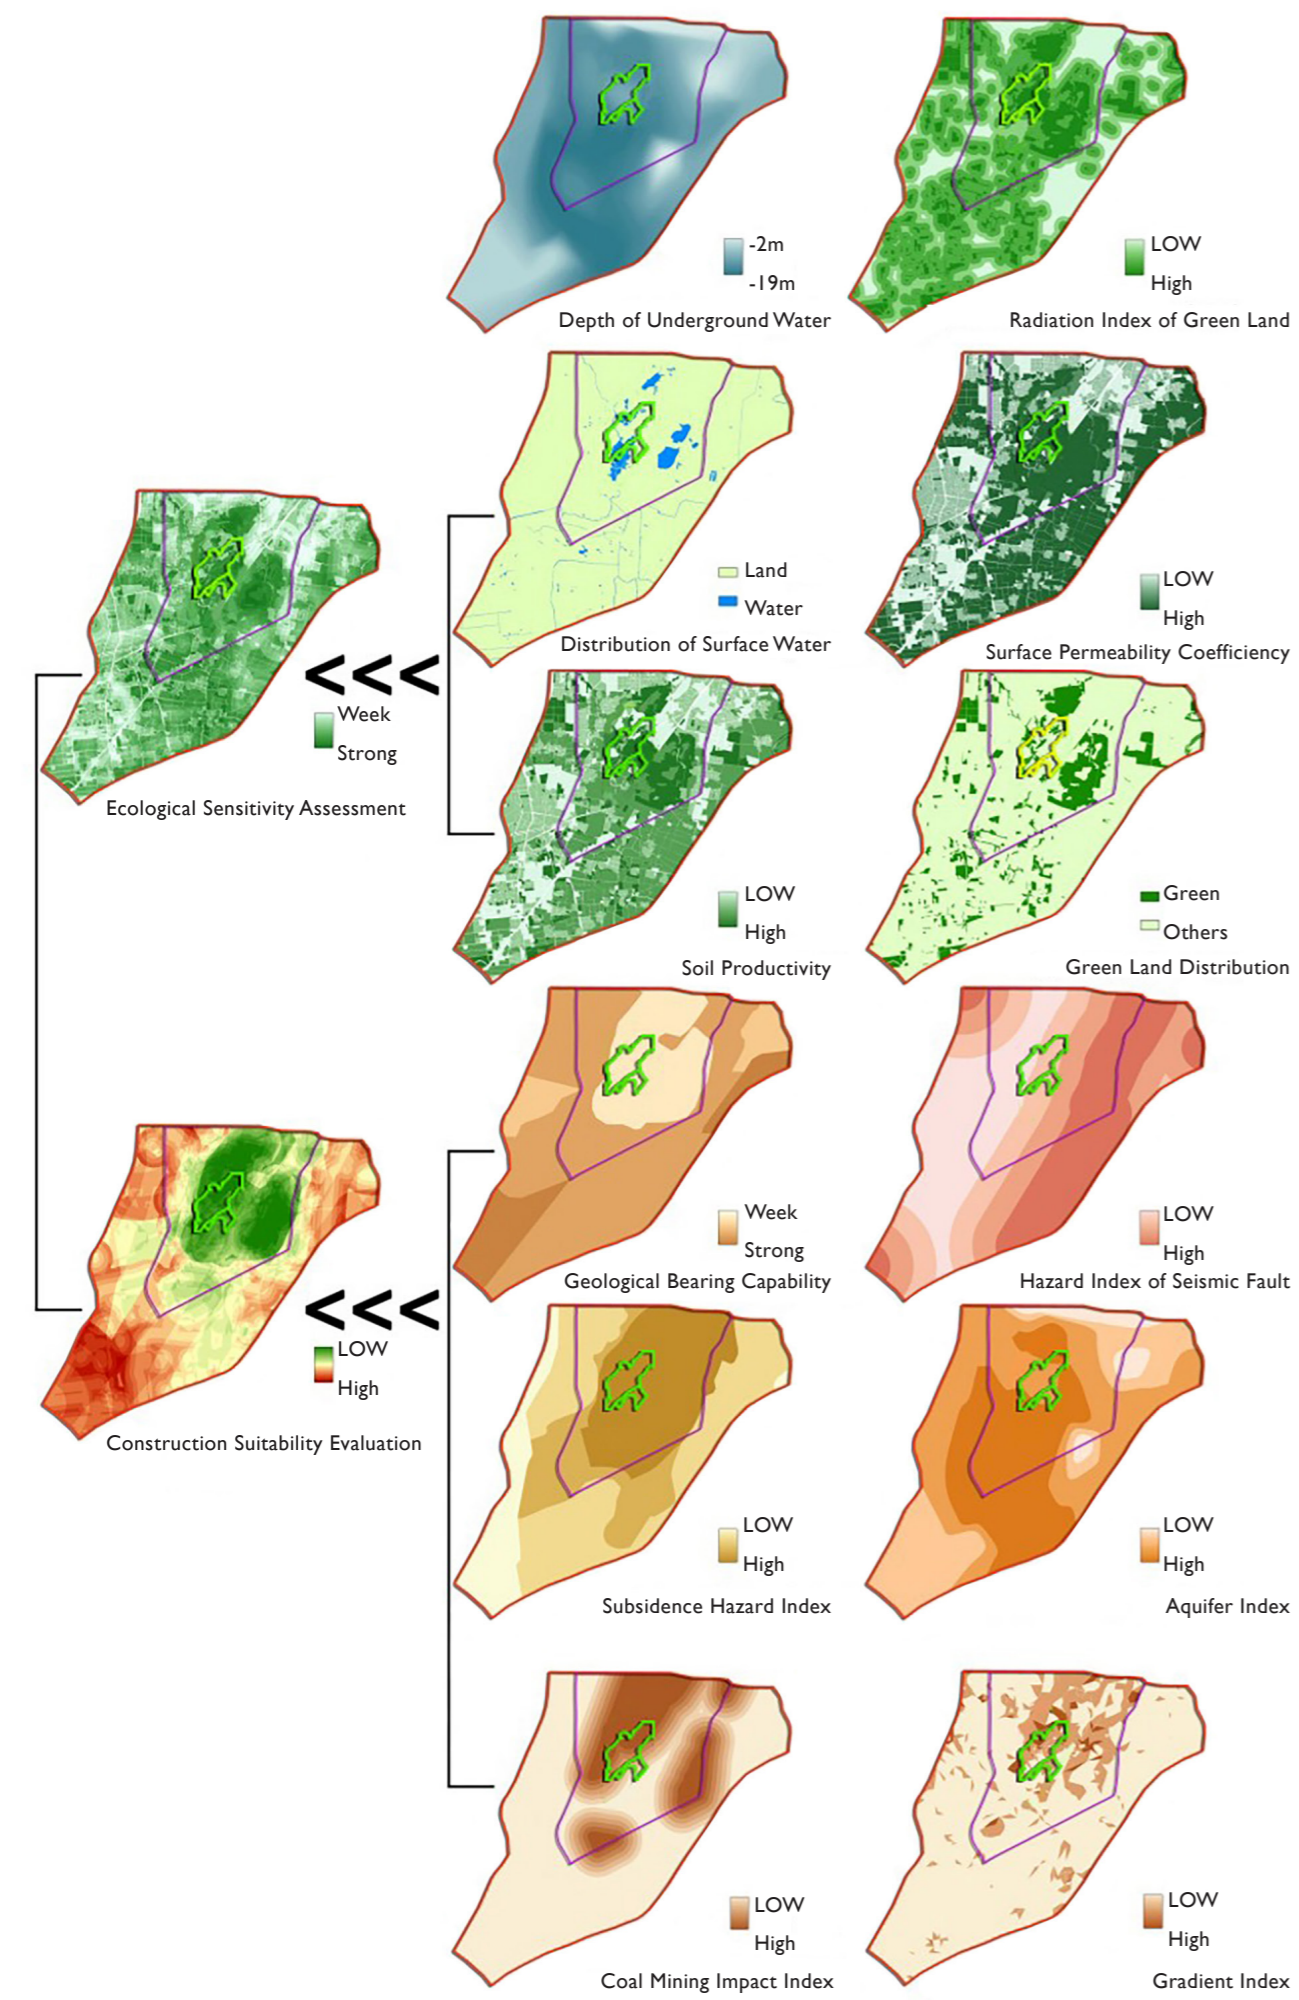 -2m
-19m
Depth of Underground Water
LOW
High
Radiation Index of Green Land
Land
Water
Distribution of Surface Water
LOW
High
Surface Permeability Coefficiency
Week
Strong
Ecological Sensitivity Assessment
<<<
LOW
High
Soil Productivity
Green
Others
Green Land Distribution
Week
Strong
Geological Bearing Capability
LOW
High
Hazard Index of Seismic Fault
LOW
High
Construction Suitability Evaluation
<<<
LOW
High
Subsidence Hazard Index
LOW
High
Aquifer Index
LOW
High
Coal Mining Impact Index
LOW
High
Gradient Index